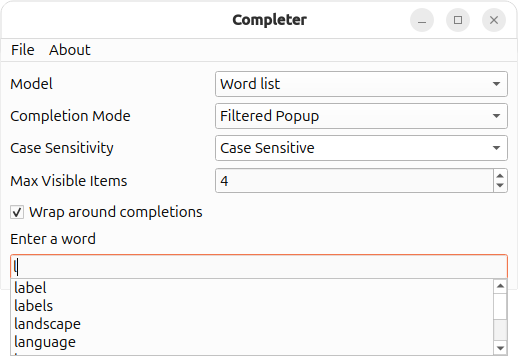 Completer
File About
Model Word list
Completion Mode Filtered Popup
Case Sensitivity Case Sensitive
Max Visible Items 4
Wrap around completions
Enter a word
l
label
labels
landscape
language